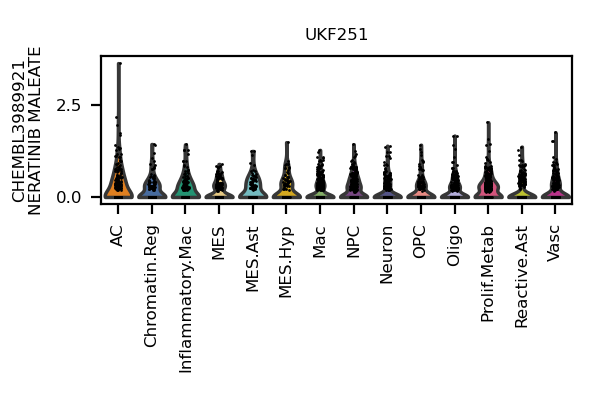 UKF251
CHEMBL3989921
NERATINIB MALEATE
2.5
0.0
AC
Chromatin.Reg
Inflammatory.Mac
MES
MES.Ast
MES.Hyp
Mac
NPC
Neuron
OPC
Oligo
Prolif.Metab
Reactive.Ast
Vasc